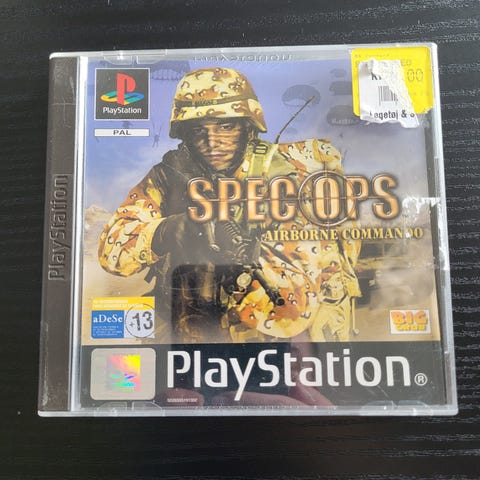 PlayStation
PAL
PlayStation
SPEC OPS
AIRBORNE COMMANDO
aDeSe
+13
BIG
PlayStation®